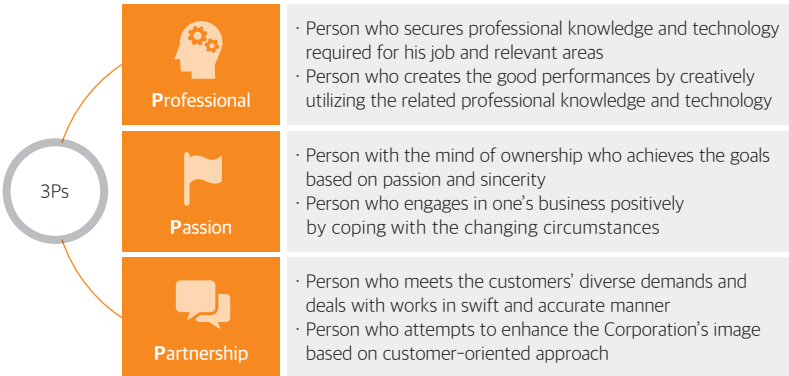 3Ps
Professional
· Person who secures professional knowledge and technology
required for his job and relevant areas
· Person who creates the good performances by creatively
utilizing the related professional knowledge and technology
Passion
· Person with the mind of ownership who achieves the goals
based on passion and sincerity
· Person who engages in one's business positively
by coping with the changing circumstances
Partnership
· Person who meets the customers' diverse demands and
deals with works in swift and accurate manner
· Person who attempts to enhance the Corporation's image
based on customer-oriented approach